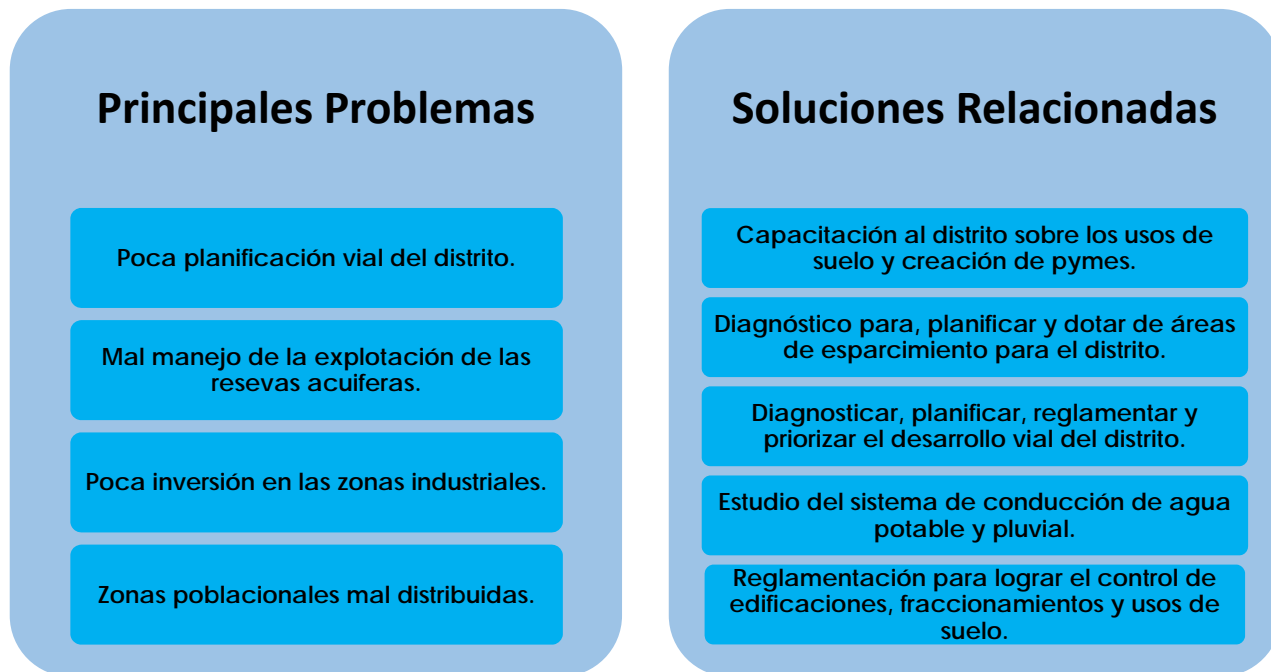 Principales Problemas
Poca planificación vial del distrito.
Mal manejo de la explotación de las
resevas acuiferas.
Poca inversión en las zonas industriales.
Zonas poblacionales mal distribuidas.
Soluciones Relacionadas
Capacitación al distrito sobre los usos de
suelo y creación de pymes.
Diagnóstico para, planificar y dotar de áreas
de esparcimiento para el distrito.
Diagnosticar, planificar, reglamentar y
priorizar el desarrollo vial del distrito.
Estudio del sistema de conducción de agua
potable y pluvial.
Reglamentación para lograr el control de
edificaciones, fraccionamientos y usos de
suelo.